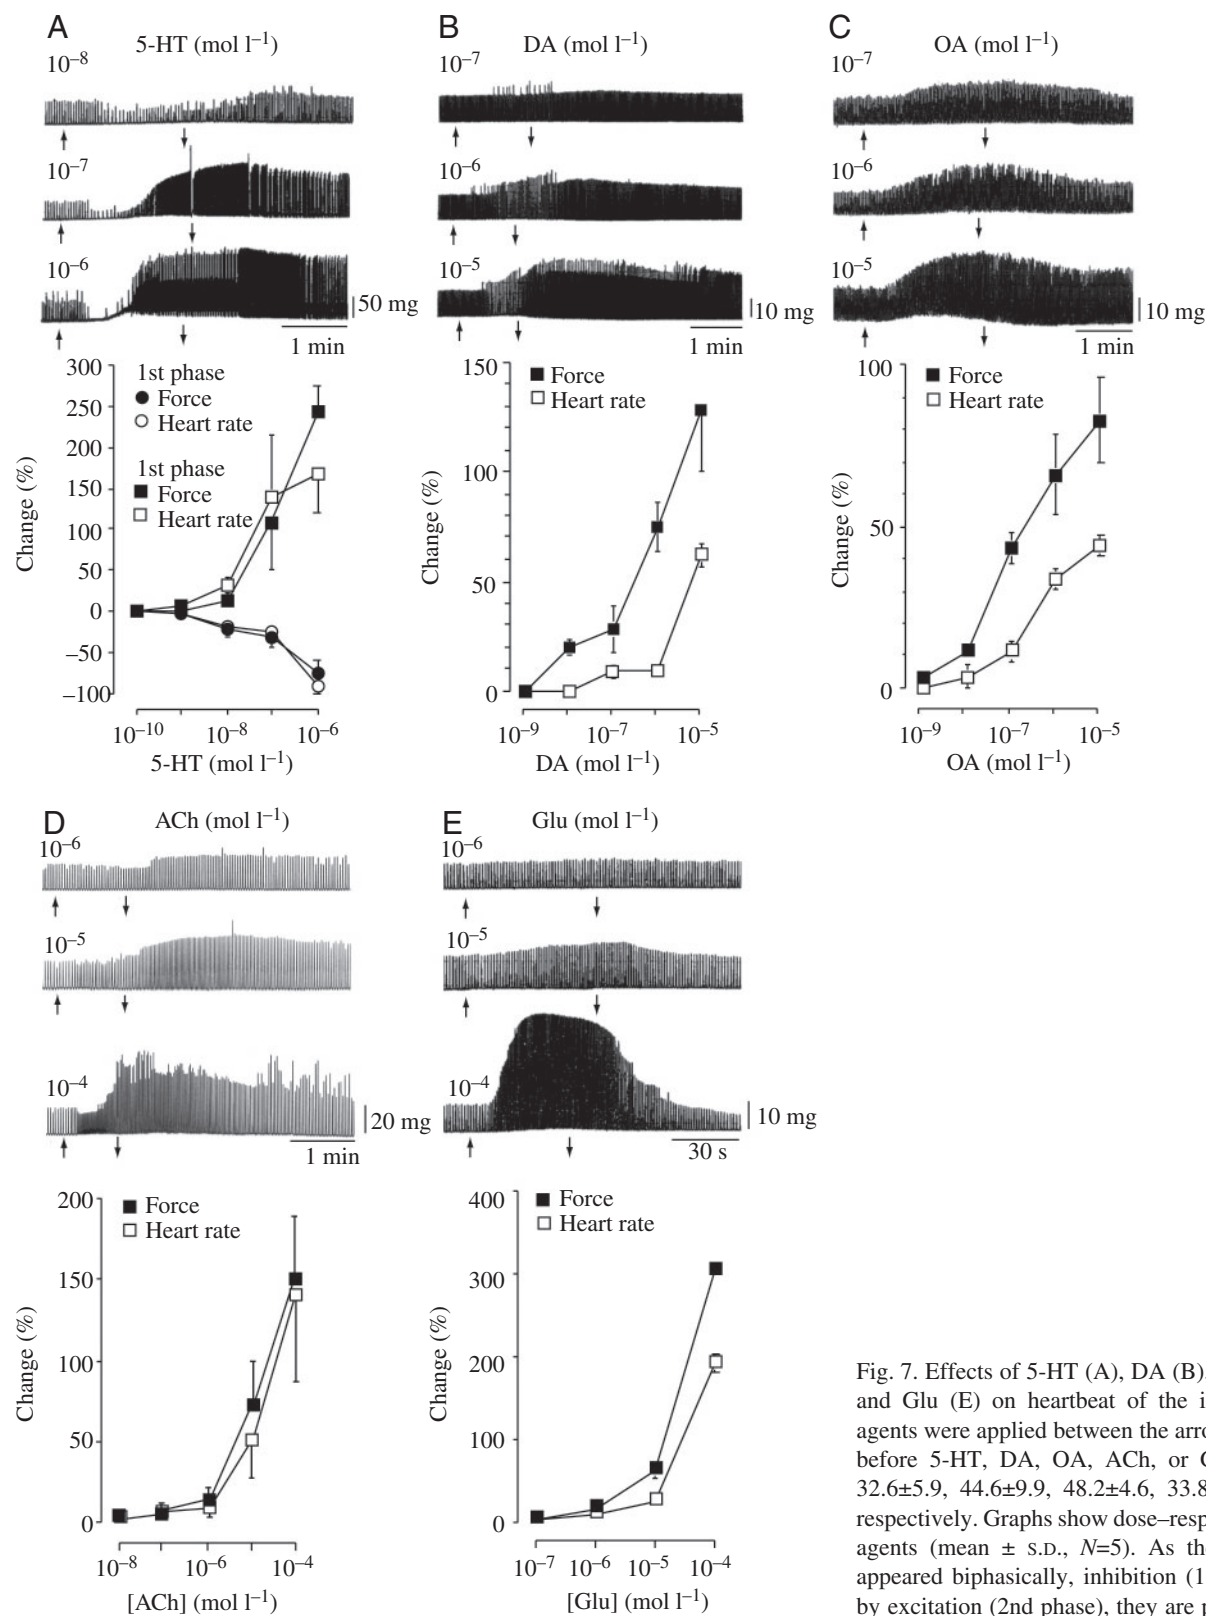 A
5-HT (mol l–1)
10–8
10–7
10–6
50 mg
1 min
300
250
200
150
100
50
0
–50
–100
Change (%)
1st phase
Force
Heart rate
1st phase
Force
Heart rate
10–10
10–8
10–6
5-HT (mol l–1)
B
DA (mol l–1)
10–7
10–6
10–5
10 mg
1 min
150
100
50
0
Change (%)
Force
Heart rate
10–9
10–7
10–5
DA (mol l–1)
C
OA (mol l–1)
10–7
10–6
10–5
10 mg
1 min
100
50
0
Change (%)
Force
Heart rate
10–9
10–7
10–5
OA (mol l–1)
D
ACh (mol l–1)
10–6
10–5
10–4
20 mg
1 min
200
150
100
50
0
Change (%)
Force
Heart rate
10–8
10–6
10–4
[ACh] (mol l–1)
E
Glu (mol l–1)
10–6
10–5
10–4
10 mg
30 s
400
300
200
100
0
Change (%)
Force
Heart rate
10–7
10–6
10–5
10–4
[Glu] (mol l–1)
Fig. 7. Effects of 5-HT (A), DA (B)
and Glu (E) on heartbeat of the
agents were applied between the
before 5-HT, DA, OA, ACh, or
32.6±5.9, 44.6±9.9, 48.2±4.6, 33.8
respectively. Graphs show
agents (mean ± S.D., N=5). As
appeared biphasically, inhibition
by excitation (2nd phase), they are